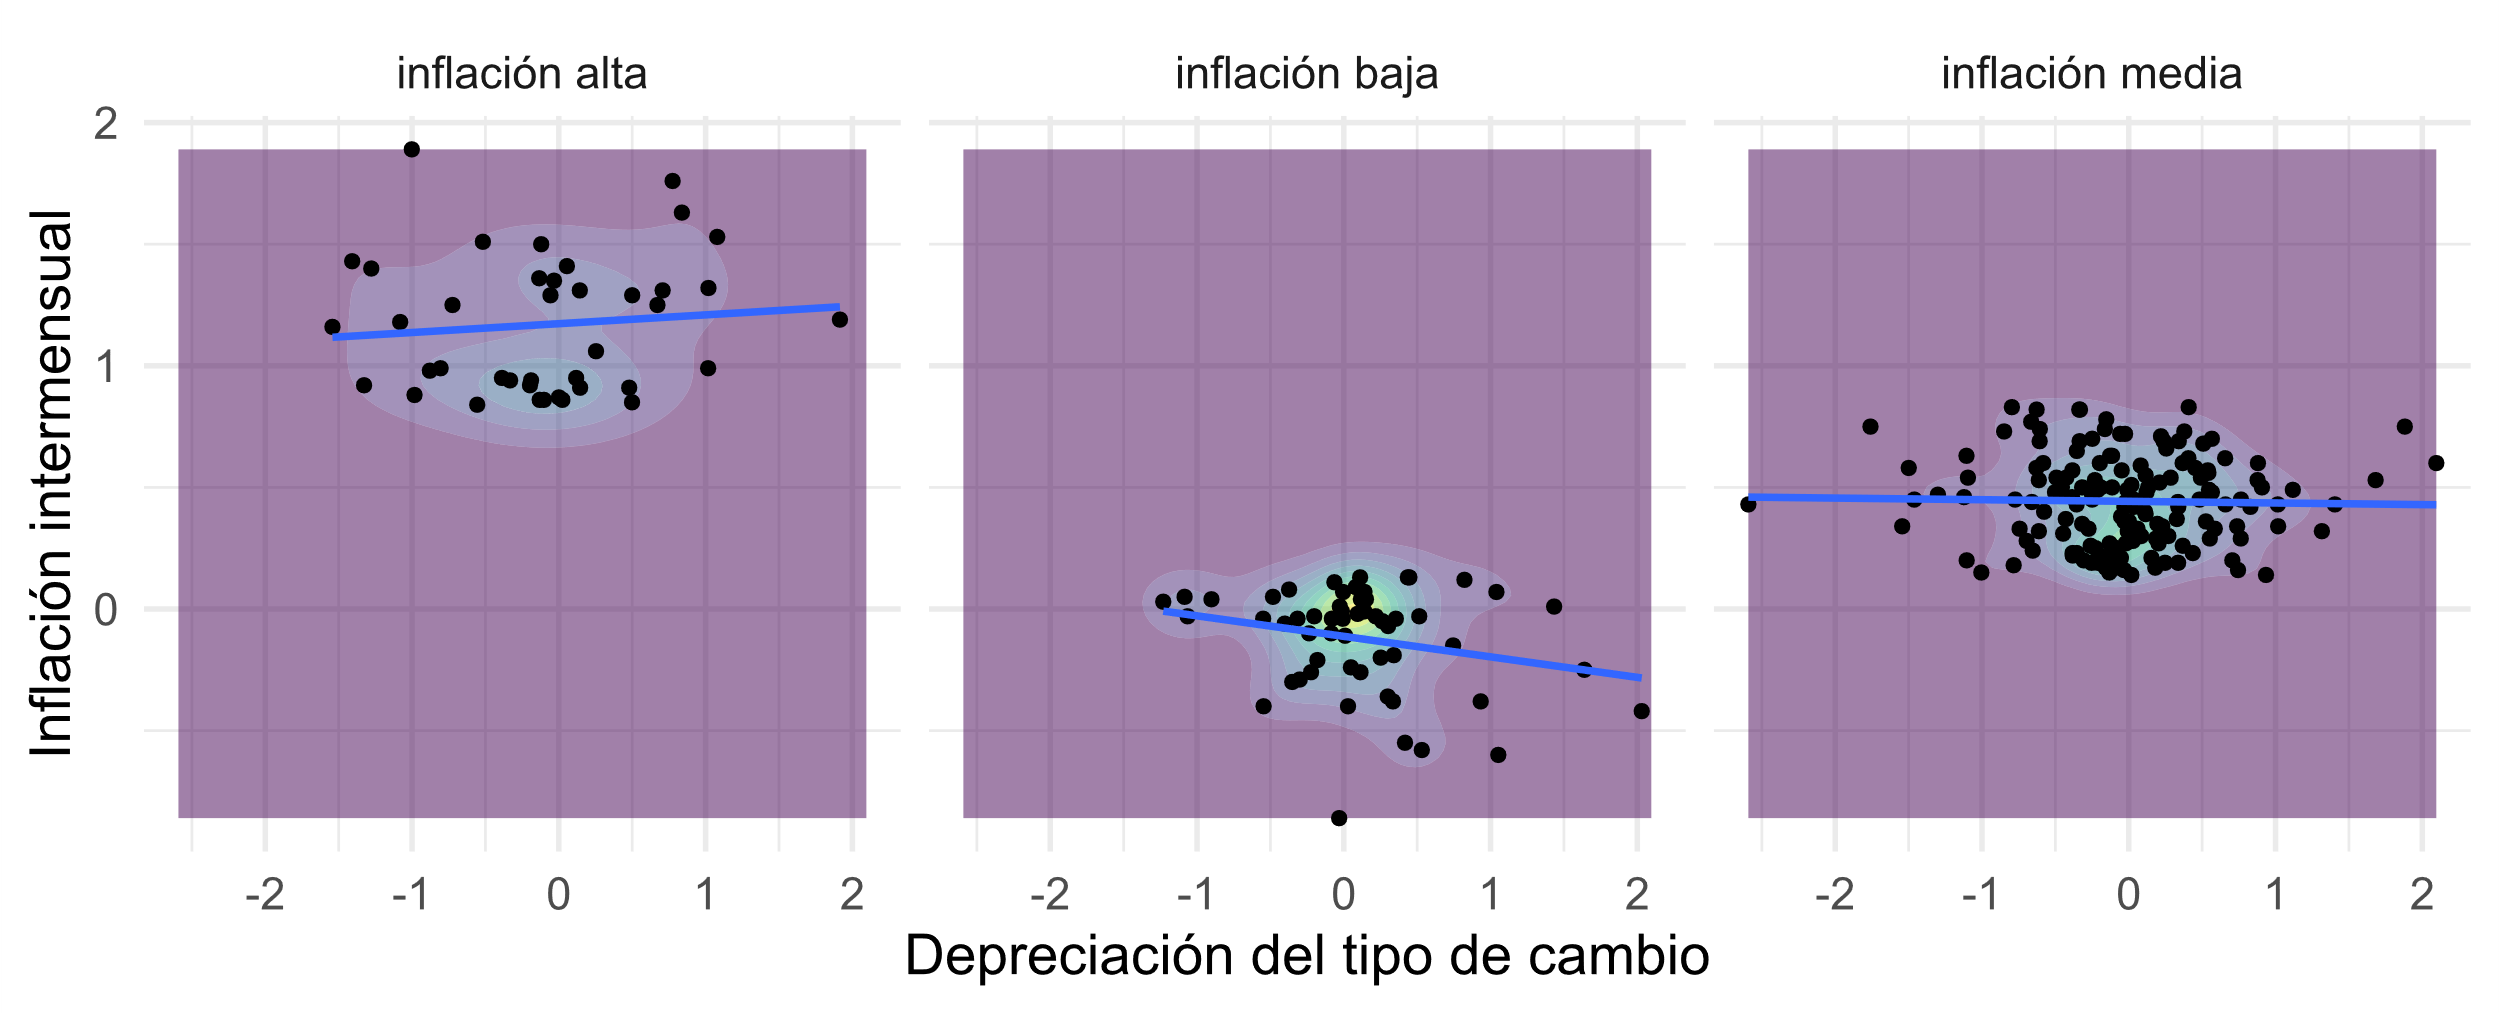 inflación alta
inflación baja
inflación media
Inflación intermensual
2
1
0
-2 -1 0 1 2
-2 -1 0 1 2
-2 -1 0 1 2
Depreciación del tipo de cambio